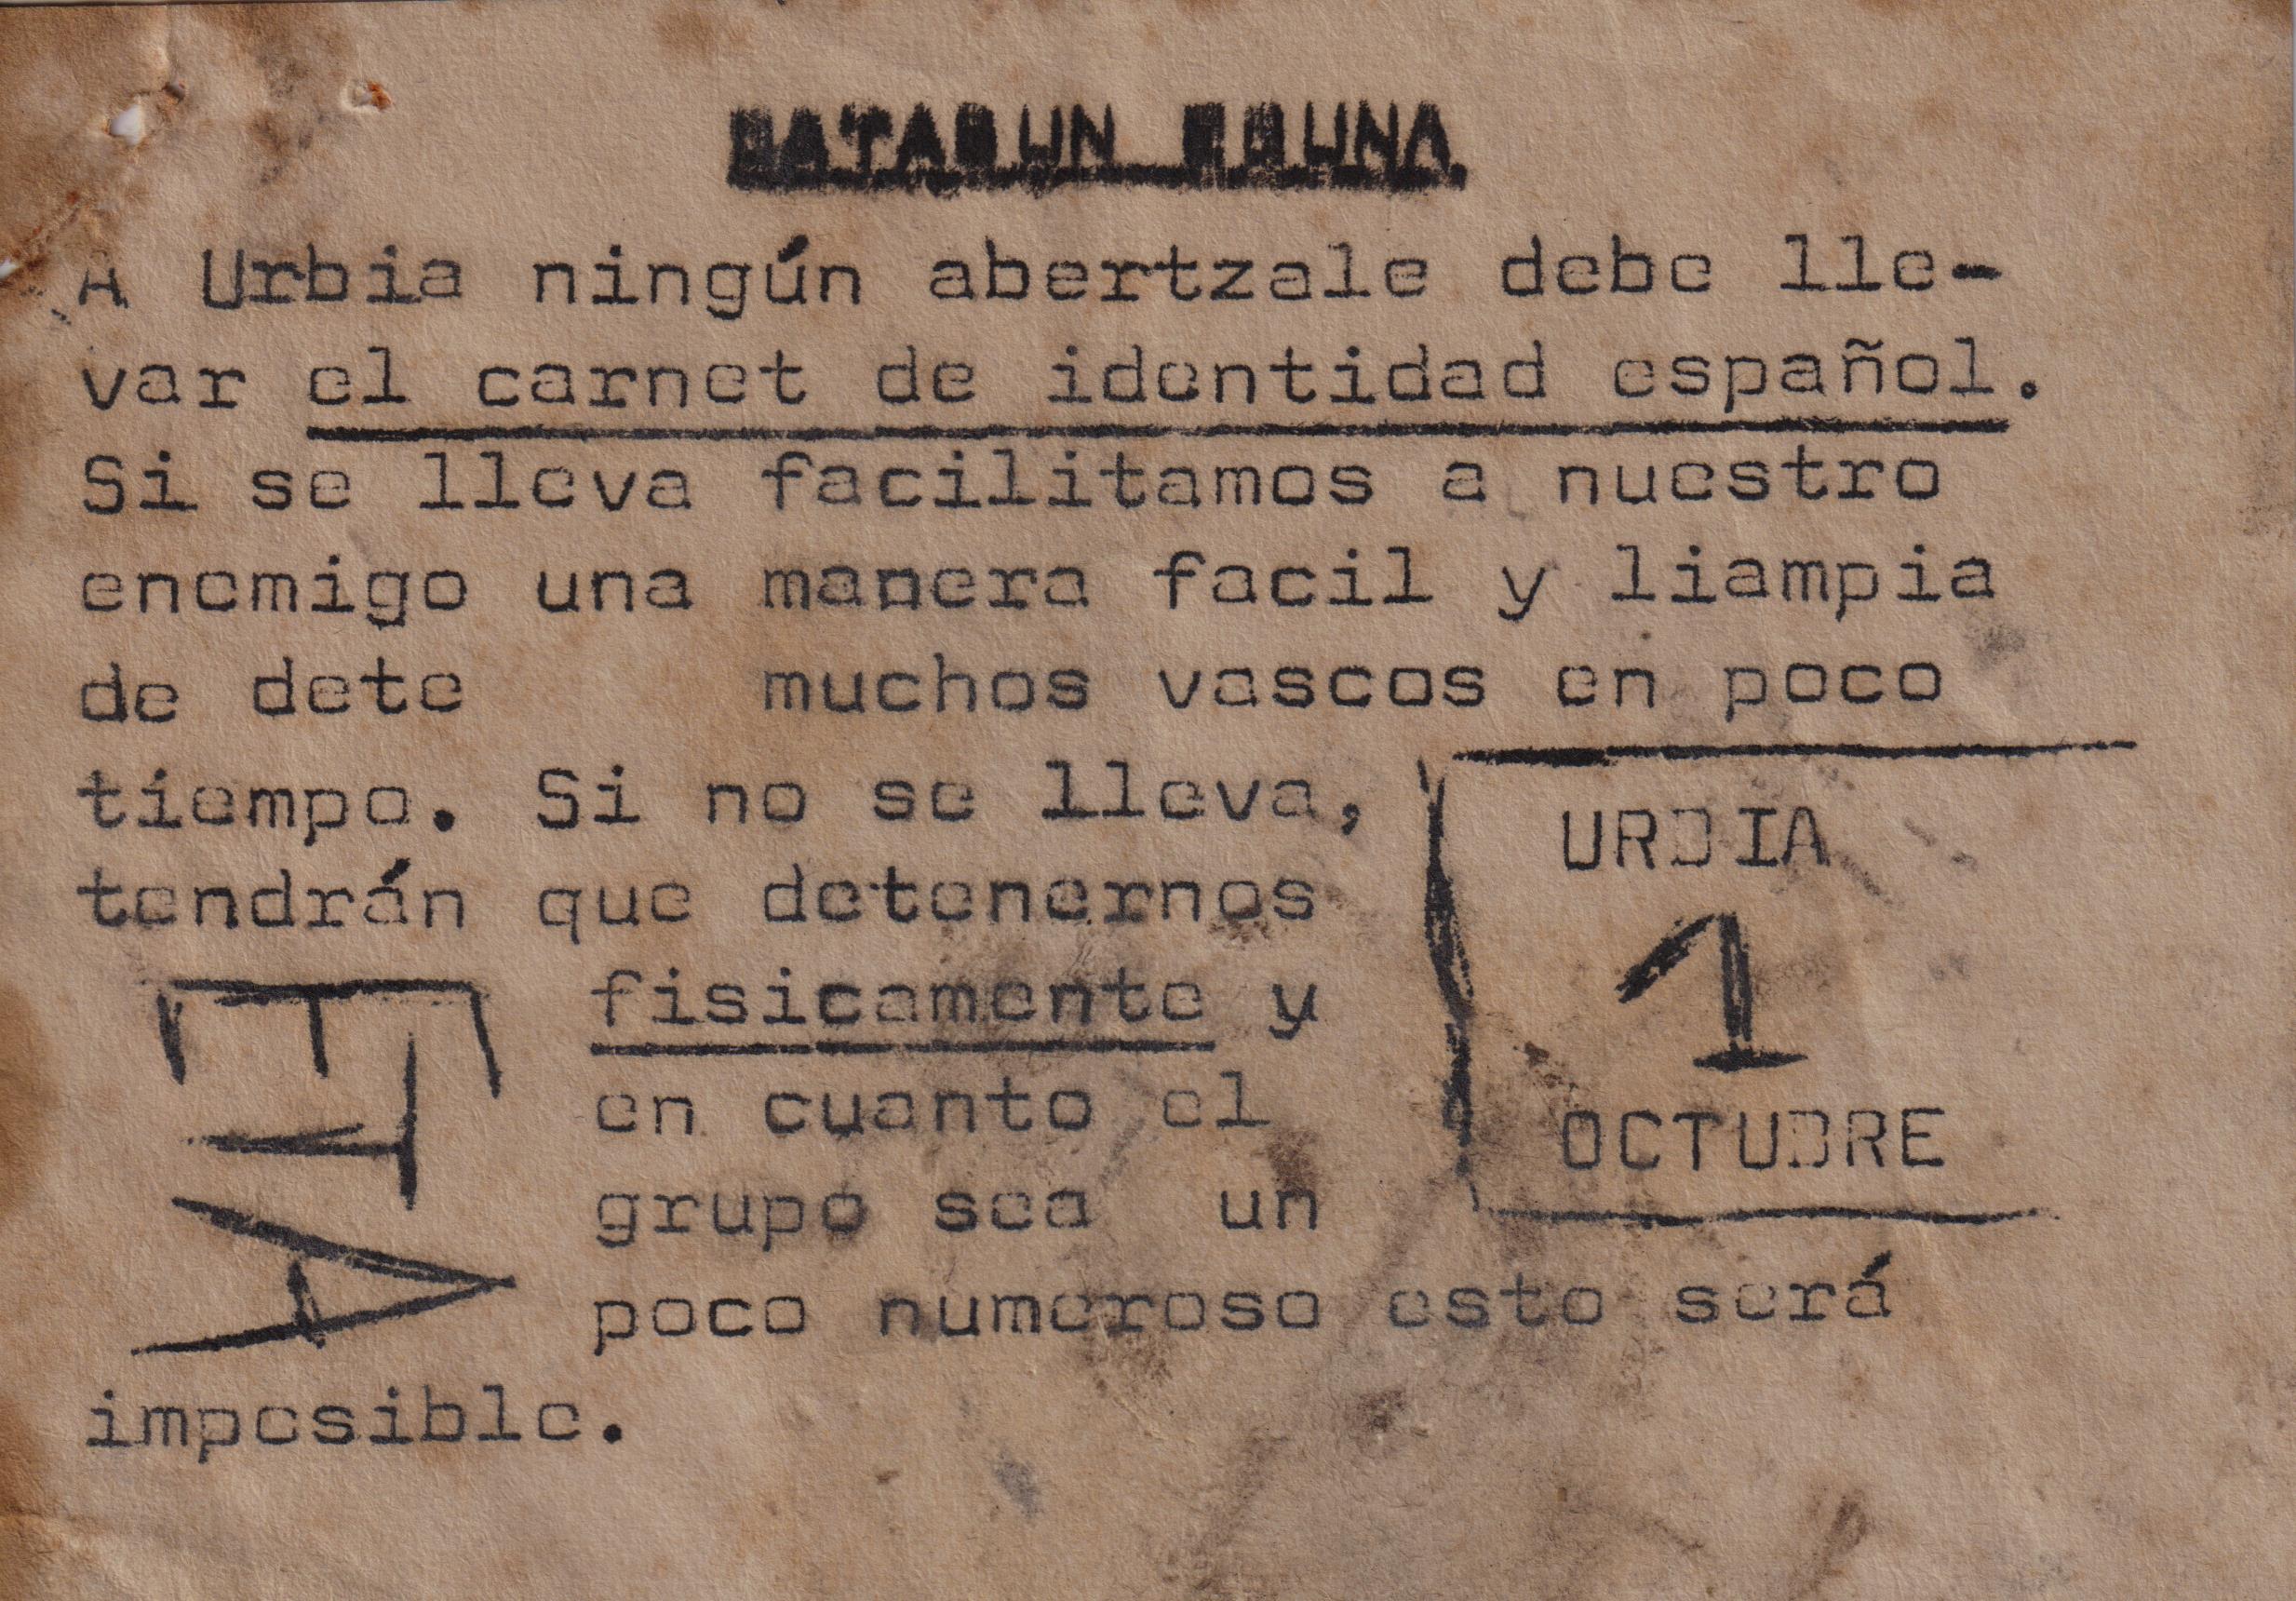 BATASUN EGUNA.
A Urbia ningún abertzale debe lle-
var el carnet de identidad español.
Si se lleva facilitamos a nuestro
enemigo una manera facil y liampia
de dete muchos vascos en poco
tiempo. Si no se lleva,
tendrán que detenernos
fisicamente y
en cuanto el
grupo sea un
poco numeroso esto será
imposible.
ETA
URBIA
1
OCTUBRE